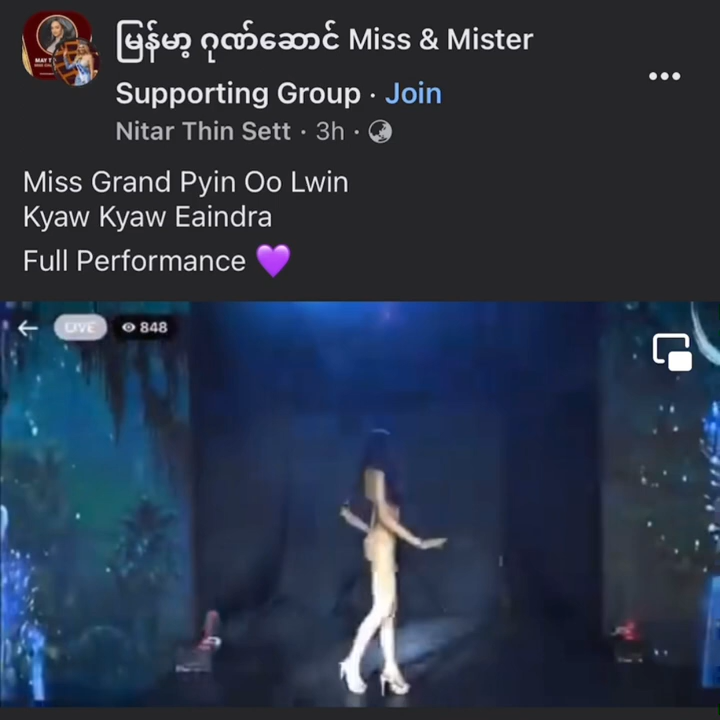 မြန်မာ့ ဂုဏ်ဆောင် Miss & Mister
Supporting Group · Join
Nitar Thin Sett · 3h ·
Miss Grand Pyin Oo Lwin
Kyaw Kyaw Eaindra
Full Performance 💜
LIVE 848